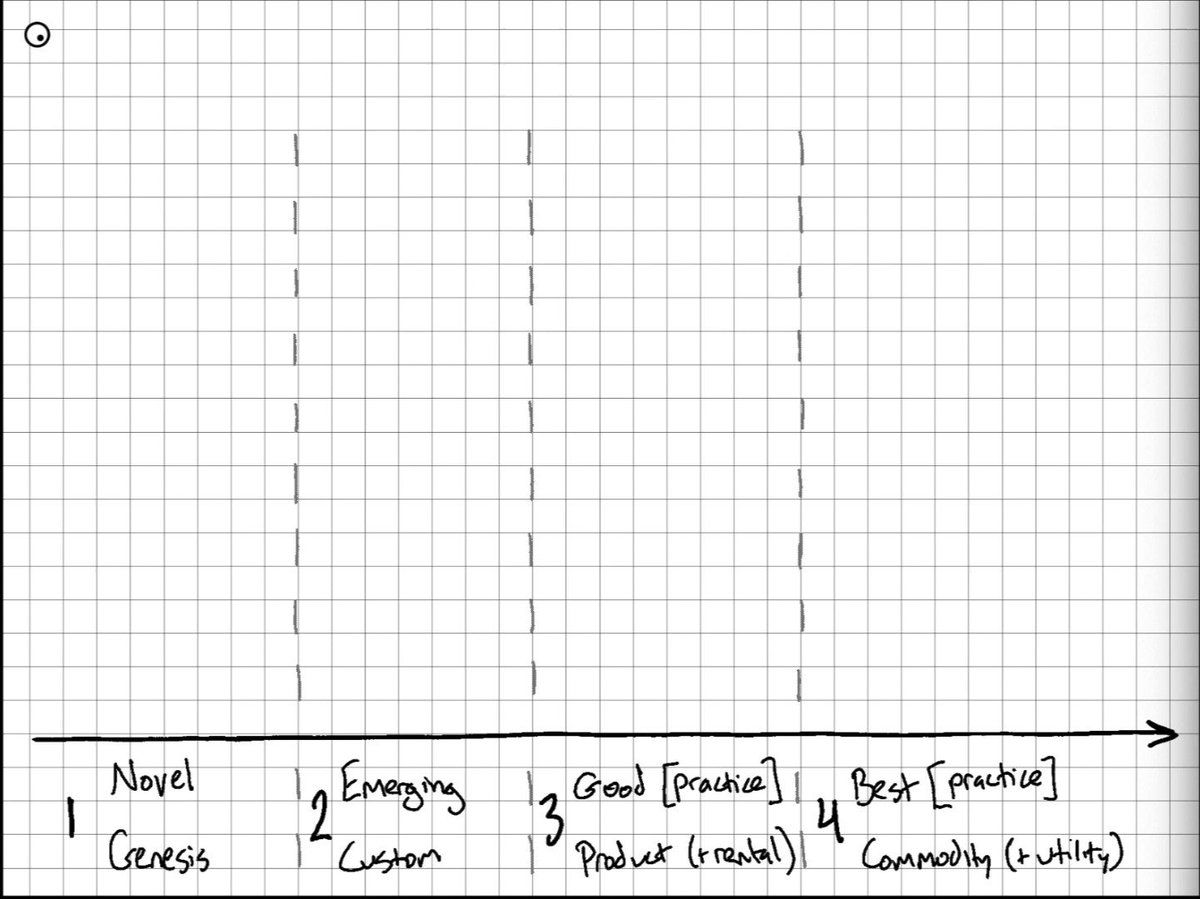 1 Novel
Genesis
2 Emerging
Custom
3 Good [practice]
Product (+ rental)
4 Best [practice]
Commodity (+ utility)